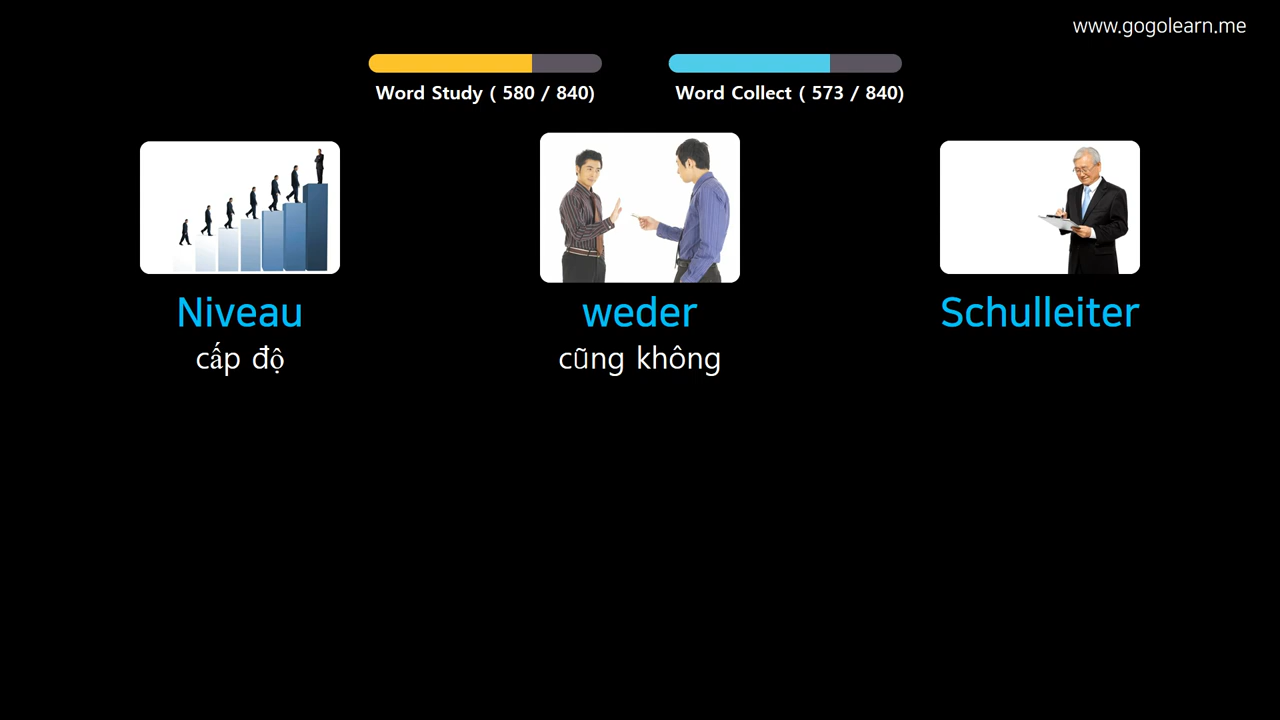 www.gogolearn.me
Word Study ( 580 / 840)
Word Collect ( 573 / 840)
Niveau
cấp độ
weder
cũng không
Schulleiter